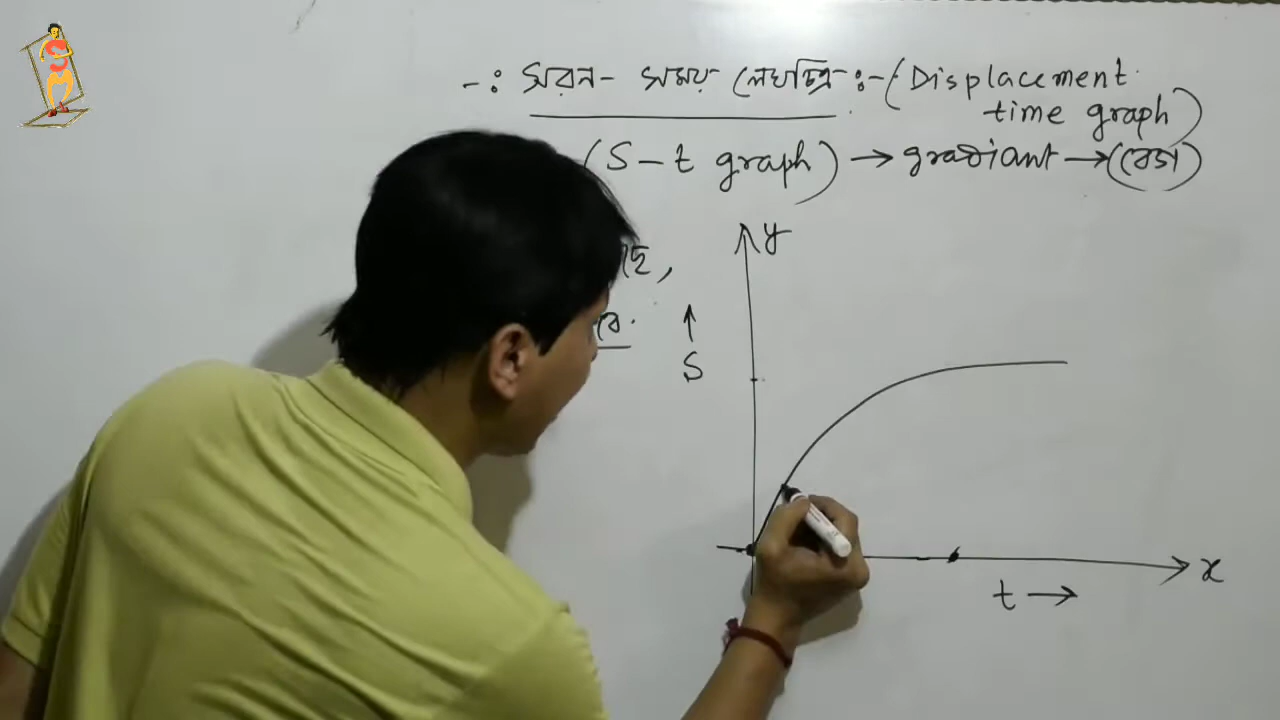 -: সরন- সময় লেখচিত্র :- (Displacement
time graph)
(S - t graph) → gradiant → (বেগ)
y
↑
S
x
t →